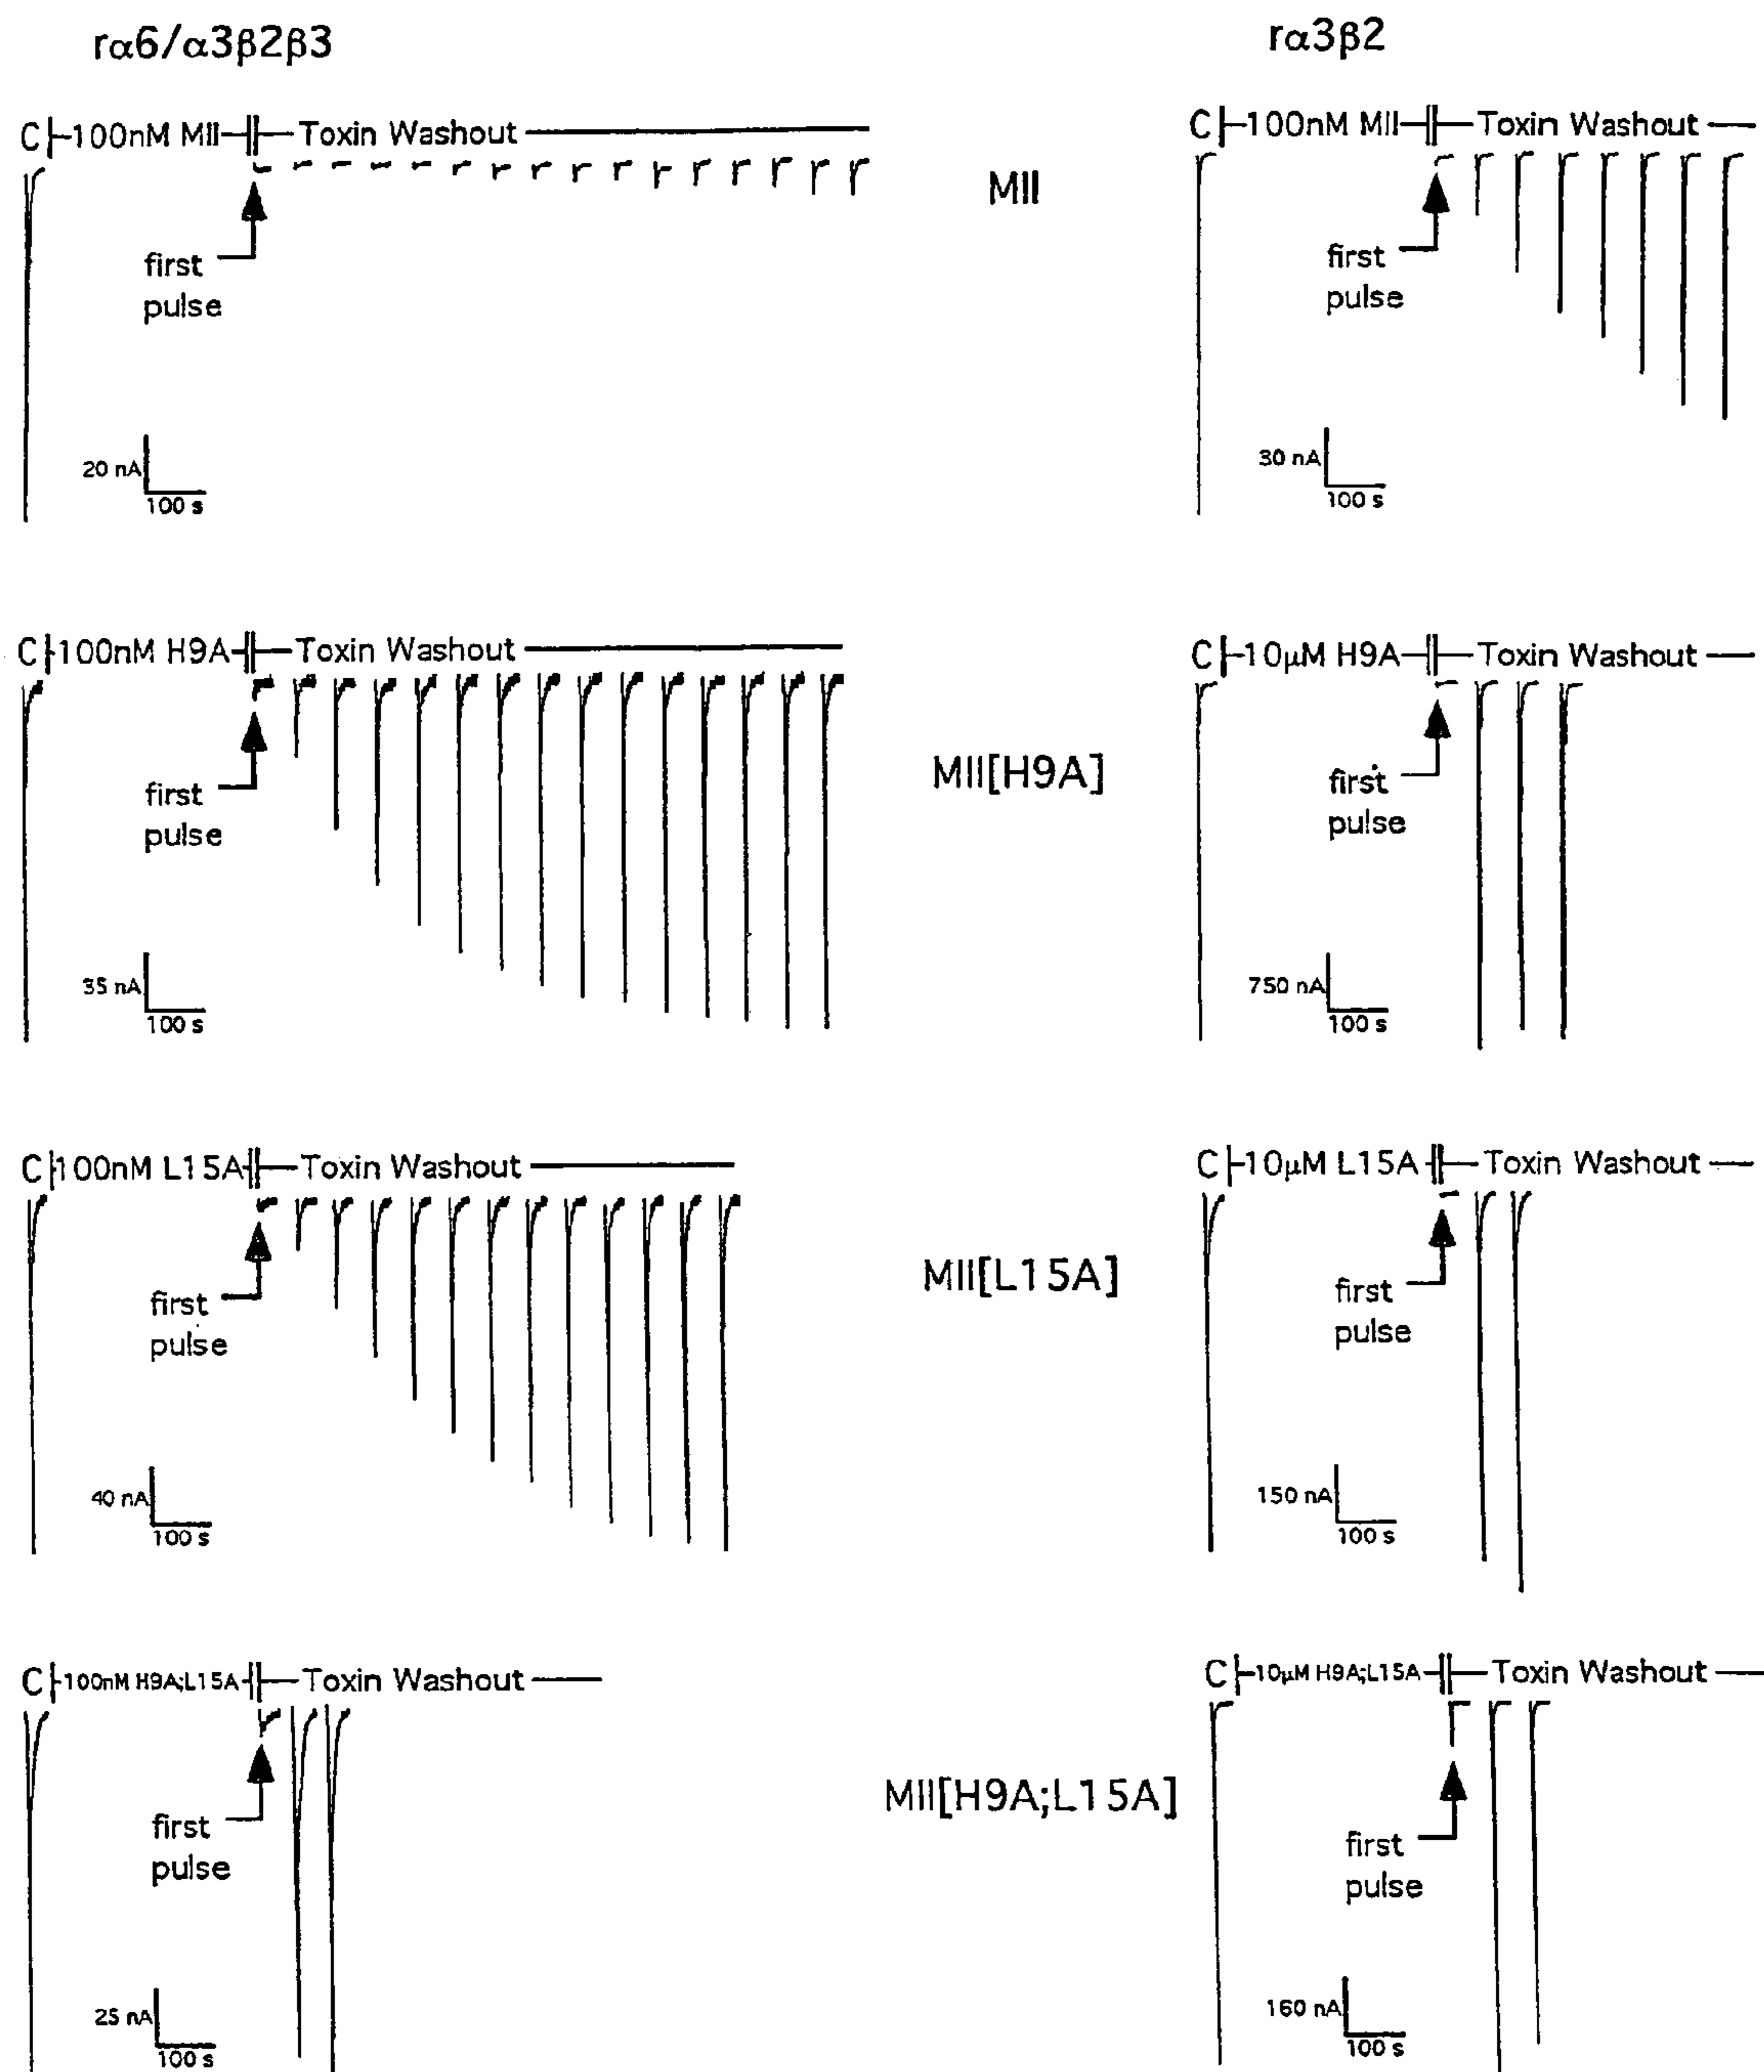 rα6/α3β2β3
rα3β2
C 100nM MII Toxin Washout
first
pulse
20 nA
100 s
MII
C 100nM MII Toxin Washout
first
pulse
30 nA
100 s
C 100nM H9A Toxin Washout
first
pulse
35 nA
100 s
MII[H9A]
C 10μM H9A Toxin Washout
first
pulse
750 nA
100 s
C 100nM L15A Toxin Washout
first
pulse
40 nA
100 s
MII[L15A]
C 10μM L15A Toxin Washout
first
pulse
150 nA
100 s
C 100nM H9A;L15A Toxin Washout
first
pulse
25 nA
100 s
MII[H9A;L15A]
C 10μM H9A;L15A Toxin Washout
first
pulse
160 nA
100 s